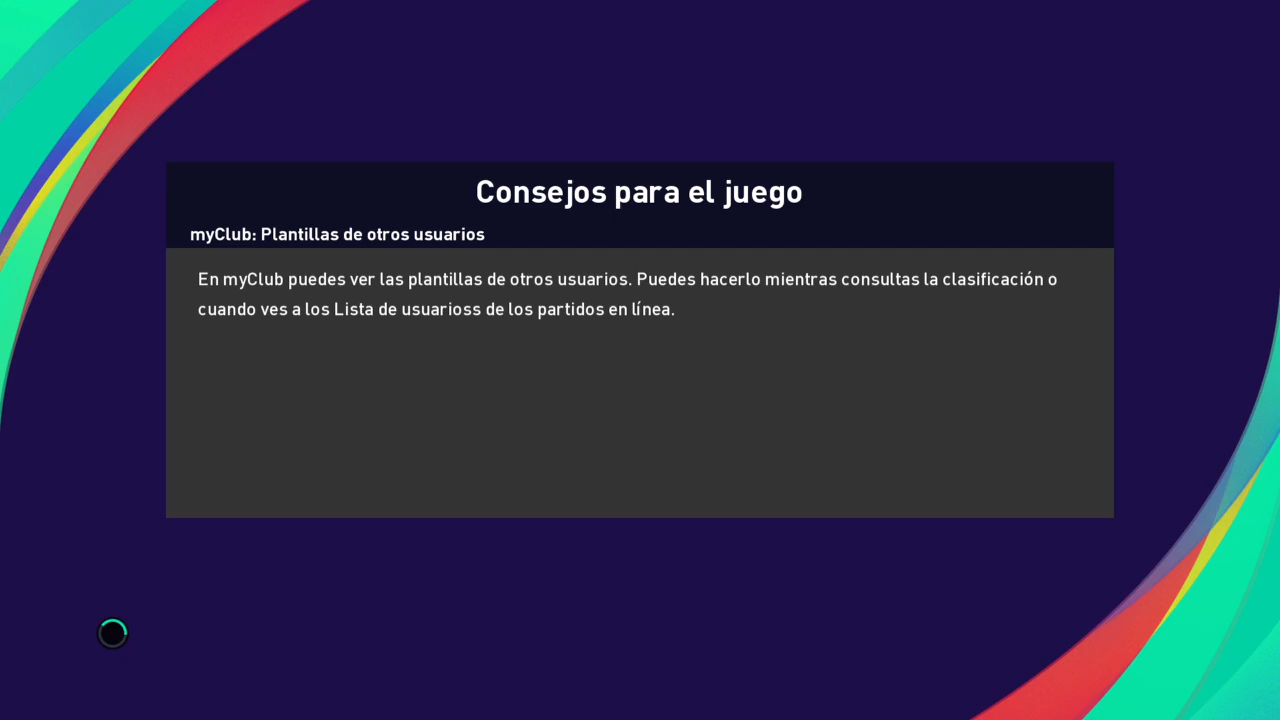 Consejos para el juego
myClub: Plantillas de otros usuarios
En myClub puedes ver las plantillas de otros usuarios. Puedes hacerlo mientras consultas la clasificación o
cuando ves a los Lista de usuarioss de los partidos en línea.